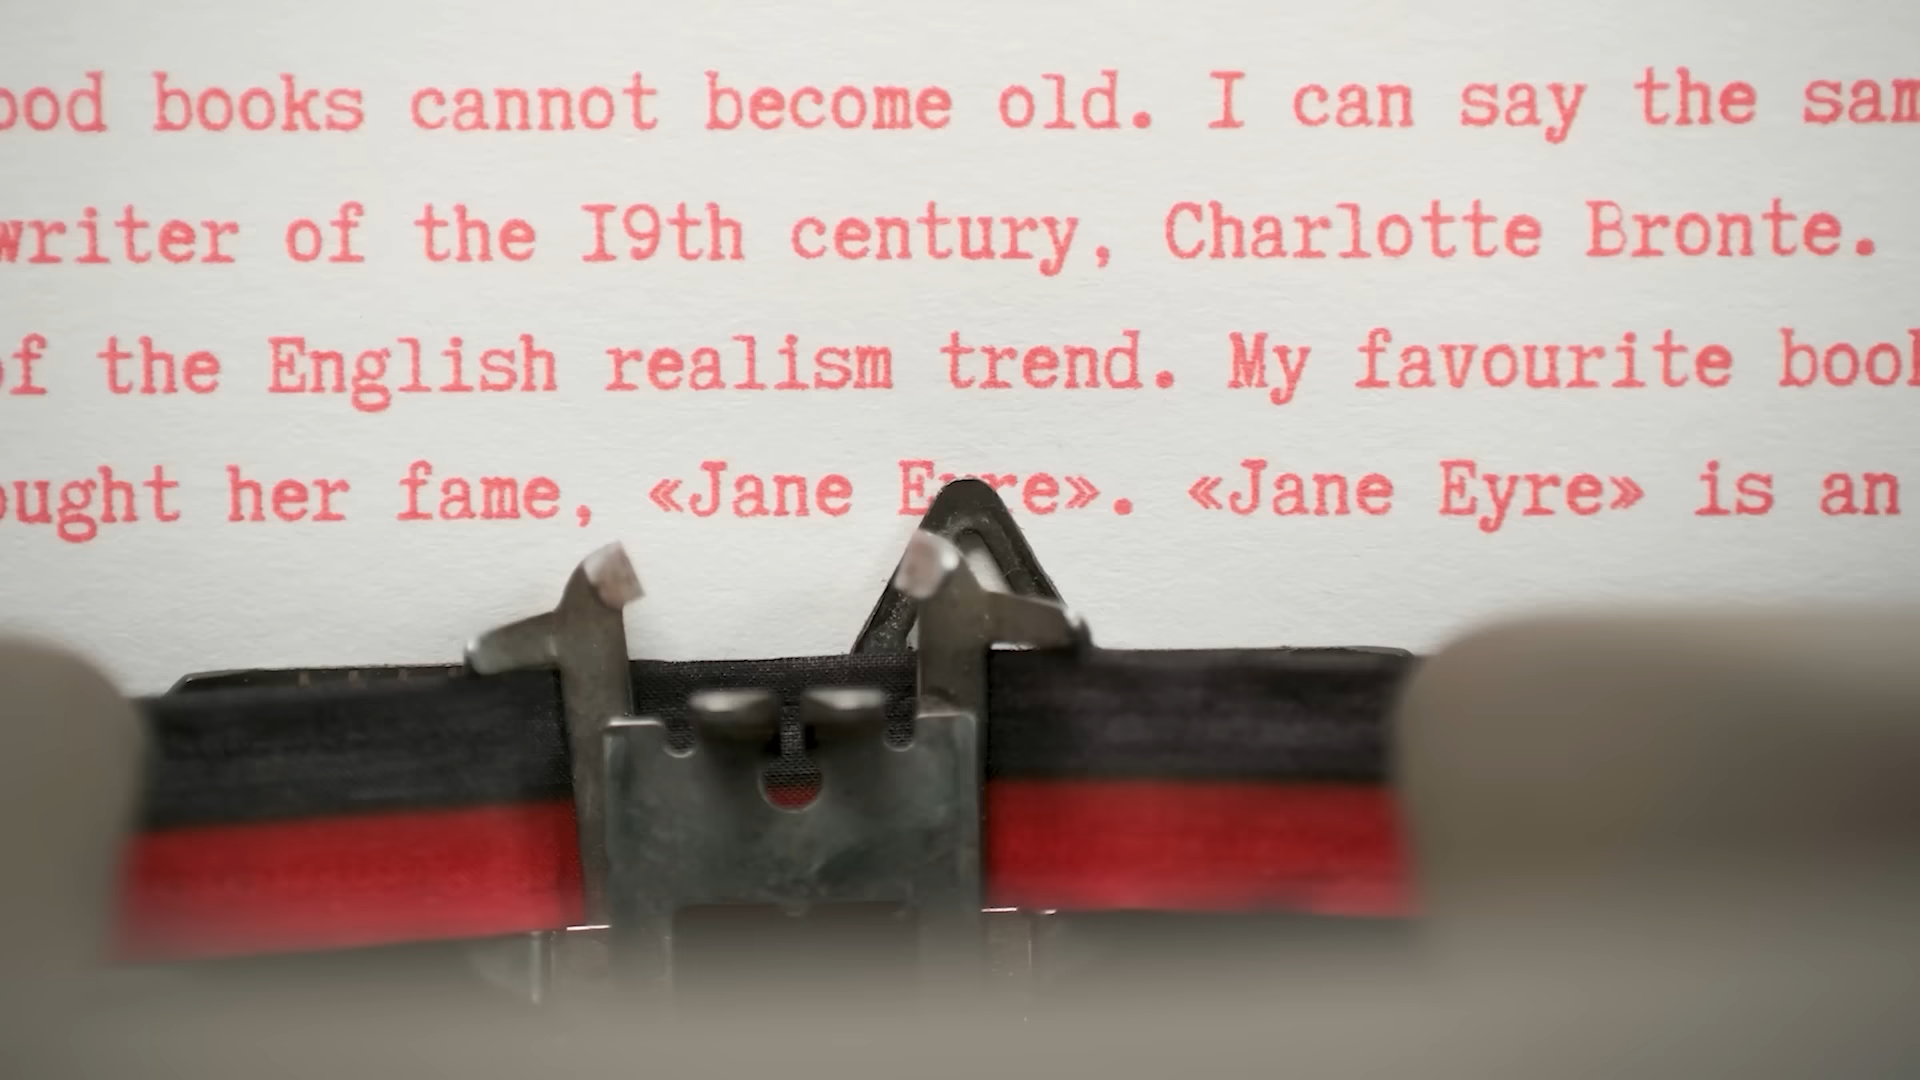 ood books cannot become old. I can say the sam
writer of the I9th century, Charlotte Bronte.
of the English realism trend. My favourite book
ought her fame, «Jane Eyre». «Jane Eyre» is an